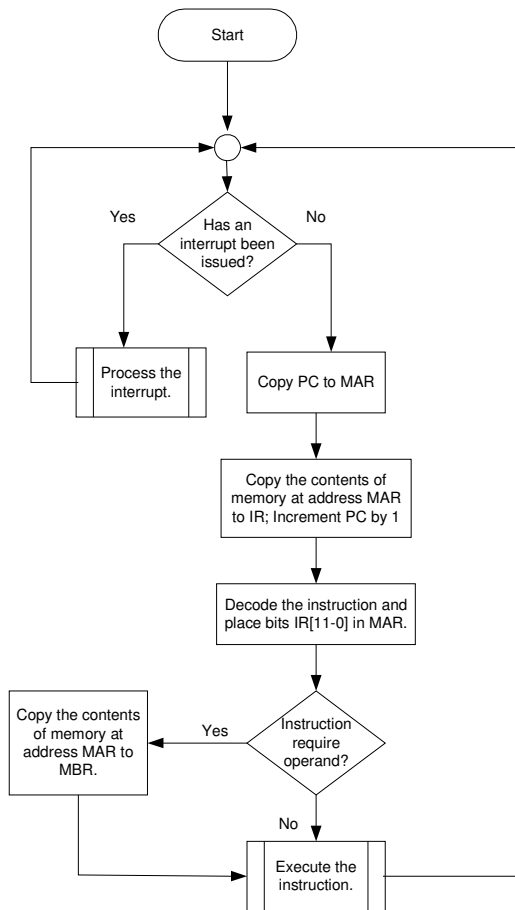 Start
Yes
No
Has an
interrupt been
issued?
Process the
interrupt.
Copy PC to MAR
Copy the contents of
memory at address MAR
to IR; Increment PC by 1
Decode the instruction and
place bits IR[11-0] in MAR.
Copy the contents
of memory at
address MAR to
MBR.
Yes
Instruction
require
operand?
No
Execute the
instruction.